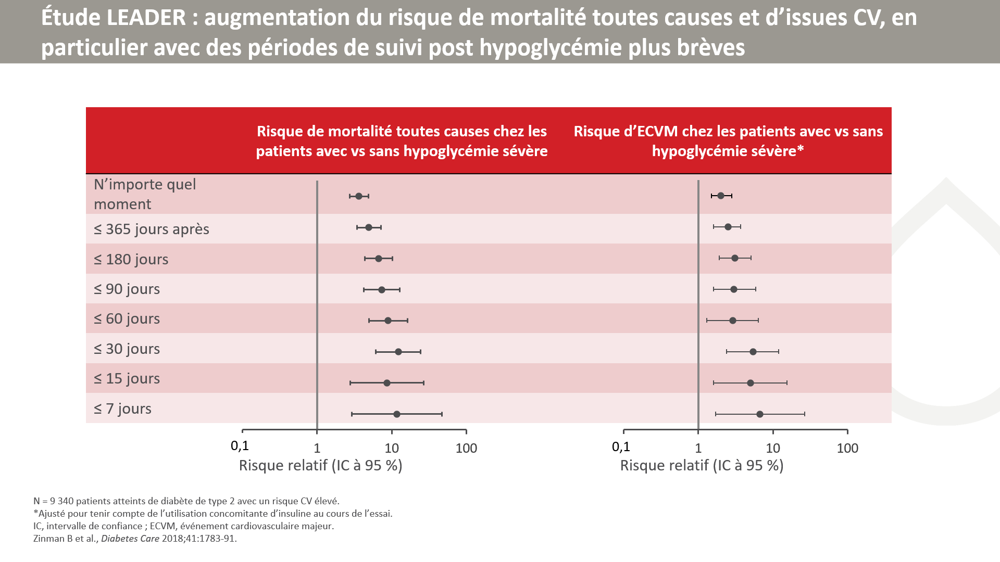 Étude LEADER : augmentation du risque de mortalité toutes causes et d’issues CV, en
particulier avec des périodes de suivi post hypoglycémie plus brèves
Risque de mortalité toutes causes chez les
patients avec vs sans hypoglycémie sévère
Risque d’ECVM chez les patients avec vs sans
hypoglycémie sévère*
N’importe quel
moment
≤ 365 jours après
≤ 180 jours
≤ 90 jours
≤ 60 jours
≤ 30 jours
≤ 15 jours
≤ 7 jours
0,1 1 10 100
Risque relatif (IC à 95 %)
0,1 1 10 100
Risque relatif (IC à 95 %)
N = 9 340 patients atteints de diabète de type 2 avec un risque CV élevé.
*Ajusté pour tenir compte de l’utilisation concomitante d’insuline au cours de l’essai.
IC, intervalle de confiance ; ECVM, événement cardiovasculaire majeur.
Zinman B et al., Diabetes Care 2018;41:1783-91.